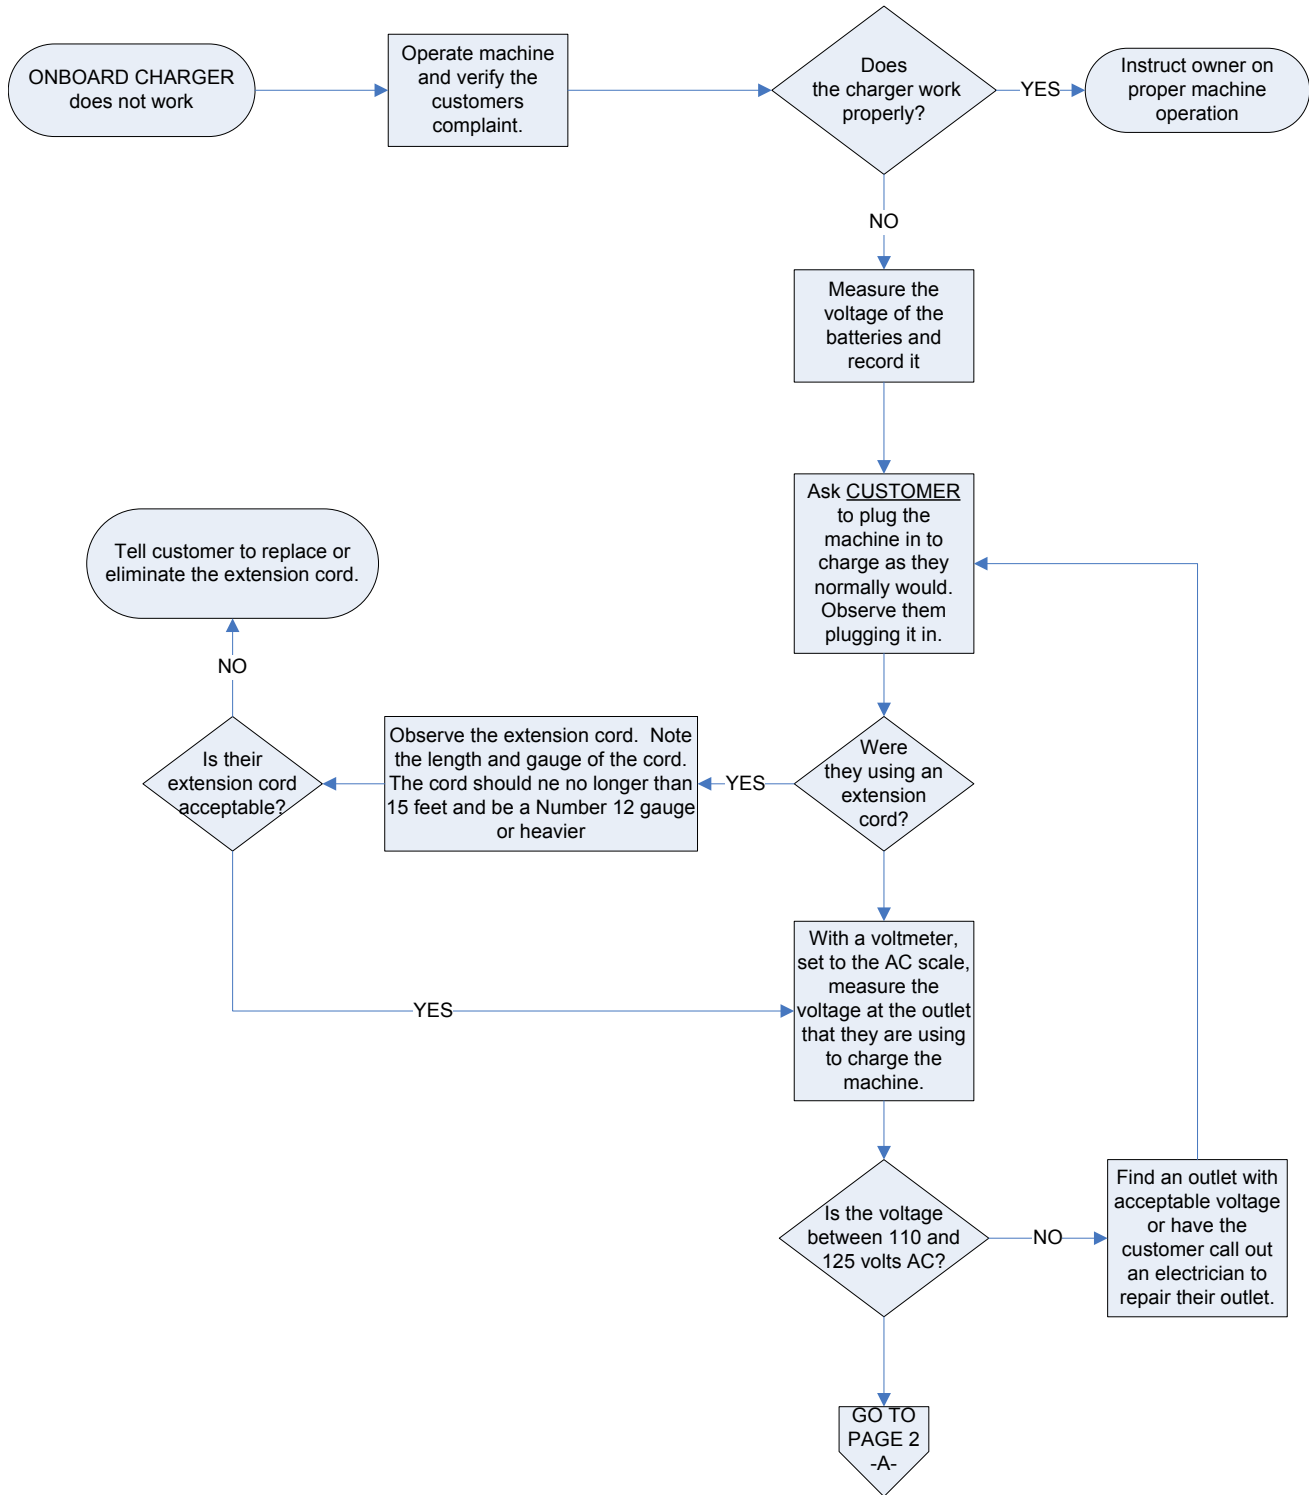 ONBOARD CHARGER
does not work
Operate machine
and verify the
customers
complaint.
Does
the charger work
properly?
YES
Instruct owner on
proper machine
operation
NO
Measure the
voltage of the
batteries and
record it
Ask CUSTOMER
to plug the
machine in to
charge as they
normally would.
Observe them
plugging it in.
Tell customer to replace or
eliminate the extension cord.
NO
Is their
extension cord
acceptable?
Observe the extension cord.  Note
the length and gauge of the cord.
The cord should ne no longer than
15 feet and be a Number 12 gauge
or heavier
YES
Were
they using an
extension
cord?
YES
With a voltmeter,
set to the AC scale,
measure the
voltage at the outlet
that they are using
to charge the
machine.
Is the voltage
between 110 and
125 volts AC?
NO
Find an outlet with
acceptable voltage
or have the
customer call out
an electrician to
repair their outlet.
GO TO
PAGE 2
-A-